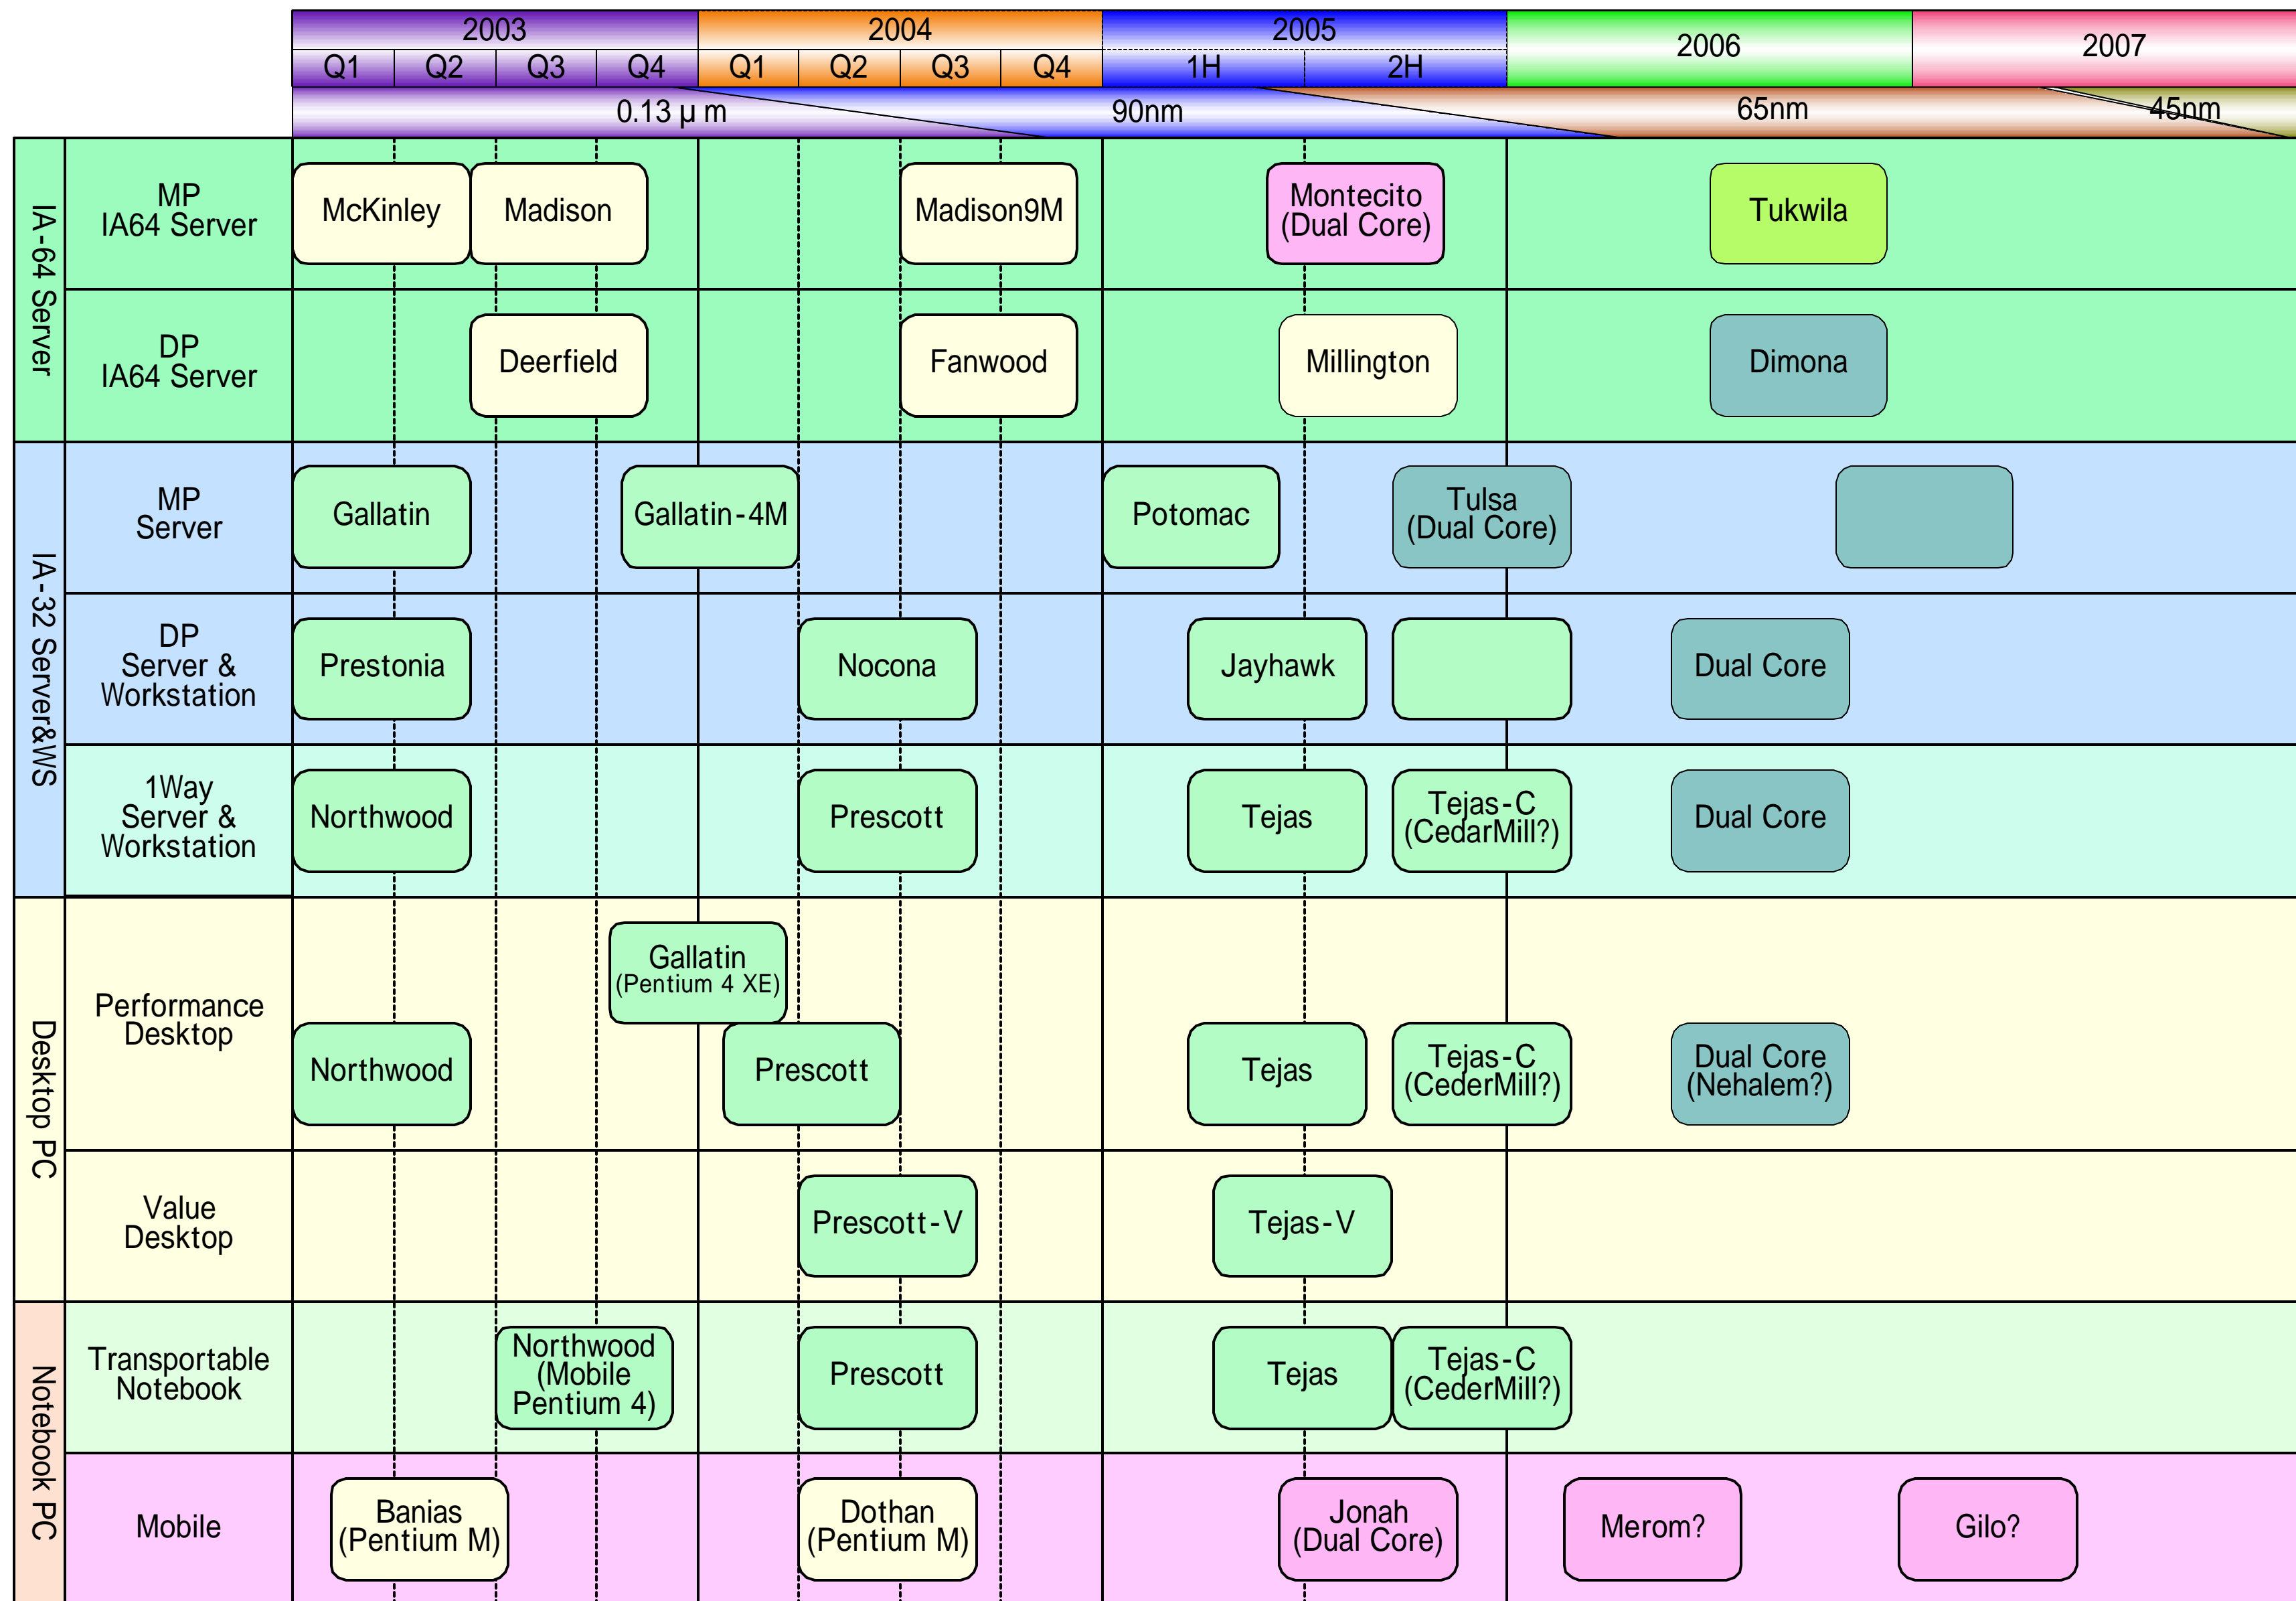 2003
2004
2005
2006
2007
Q1
Q2
Q3
Q4
Q1
Q2
Q3
Q4
1H
2H
0.13 μ m
90nm
65nm
45nm
IA-64 Server
MP
IA64 Server
McKinley
Madison
Madison9M
Montecito
(Dual Core)
Tukwila
DP
IA64 Server
Deerfield
Fanwood
Millington
Dimona
IA-32 Server&WS
MP
Server
Gallatin
Gallatin-4M
Potomac
Tulsa
(Dual Core)
DP
Server &
Workstation
Prestonia
Nocona
Jayhawk
Dual Core
1Way
Server &
Workstation
Northwood
Prescott
Tejas
Tejas-C
(CedarMill?)
Dual Core
Desktop PC
Performance
Desktop
Gallatin
(Pentium 4 XE)
Northwood
Prescott
Tejas
Tejas-C
(CederMill?)
Dual Core
(Nehalem?)
Value
Desktop
Prescott-V
Tejas-V
Notebook PC
Transportable
Notebook
Northwood
(Mobile
Pentium 4)
Prescott
Tejas
Tejas-C
(CederMill?)
Mobile
Banias
(Pentium M)
Dothan
(Pentium M)
Jonah
(Dual Core)
Merom?
Gilo?